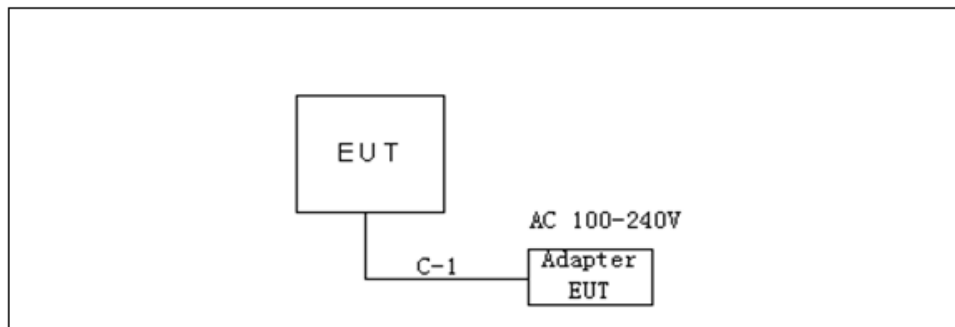 EUT
AC 100-240V
C-1
Adapter
EUT